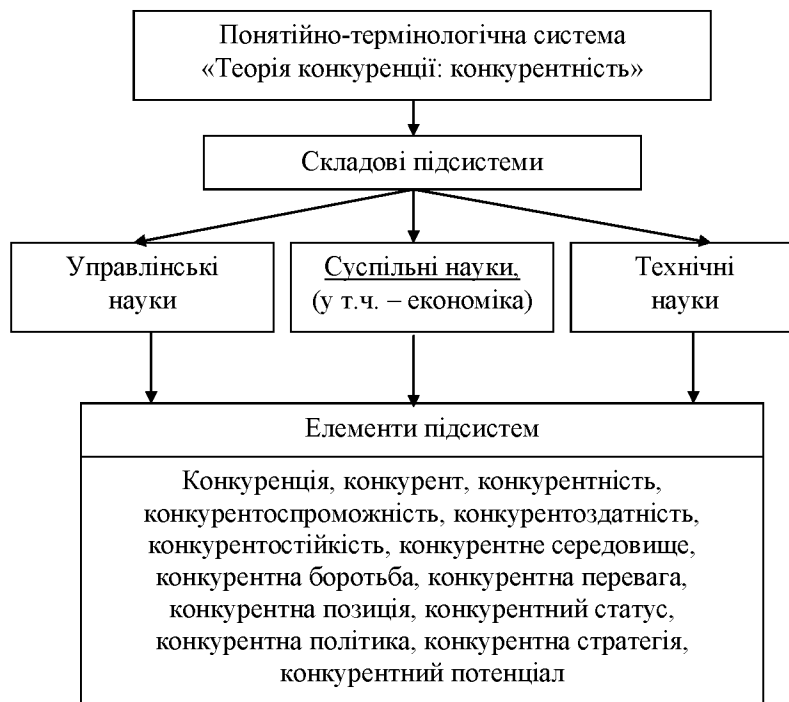 Понятійно-термінологічна система
«Теорія конкуренції: конкурентність»
Складові підсистеми
Управлінські
науки
Суспільні науки,
(у т.ч. – економіка)
Технічні
науки
Елементи підсистем
Конкуренція, конкурент, конкурентність,
конкурентоспроможність, конкурентоздатність,
конкурентостійкість, конкурентне середовище,
конкурентна боротьба, конкурентна перевага,
конкурентна позиція, конкурентний статус,
конкурентна політика, конкурентна стратегія,
конкурентний потенціал